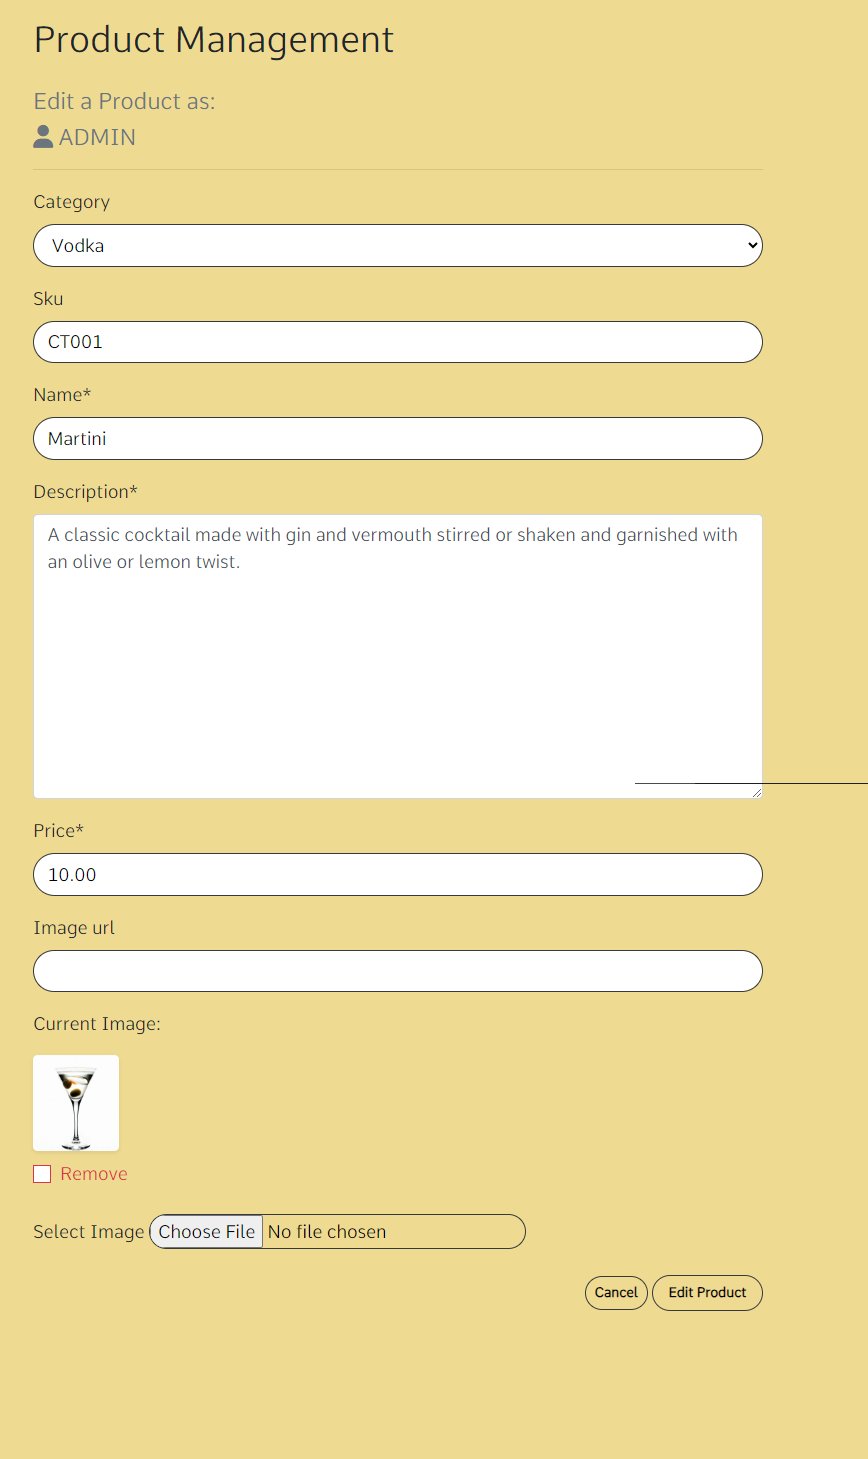 Product Management
Edit a Product as:
ADMIN
Category
Vodka
Sku
CT001
Name*
Martini
Description*
A classic cocktail made with gin and vermouth stirred or shaken and garnished with
an olive or lemon twist.
Price*
10.00
Image url
Current Image:
Remove
Select Image Choose File No file chosen
Cancel Edit Product